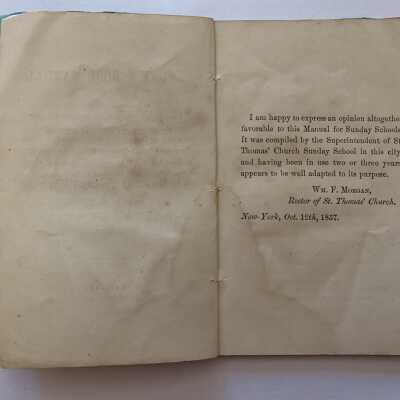 I am happy to express an opinion altogethe
favorable to this Manual for Sunday Schools
It was compiled by the Superintendent of St
Thomas' Church Sunday School in this city
and having been in use two or three years
appears to be well adapted to its purpose.
Wm. F. Morgan,
Rector of St. Thomas' Church.
New-York, Oct. 12th, 1857.